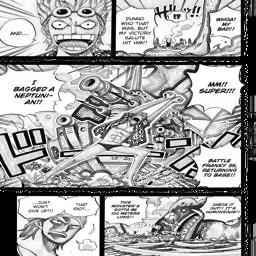 AND...
DUNNO
WHO THAT
WAS, BUT
MY VICTORY
SALUTE
HIT HIM!!
WHOA!
MY
BAD!!
I
BAGGED A
NEPTUNI-
AN!!
MM!!
SUPER!!!
BATTLE
FRANKY 35,
RETURNING
TO BASE!!
...JUST
WON'T
GIVE UP!!!
THAT
IDIOT...
THIS
MONSTER'S
GOTTA BE
100 METERS
LONG!!
CHECK IT
OUT!! IT'S
HUMONGOUS!!